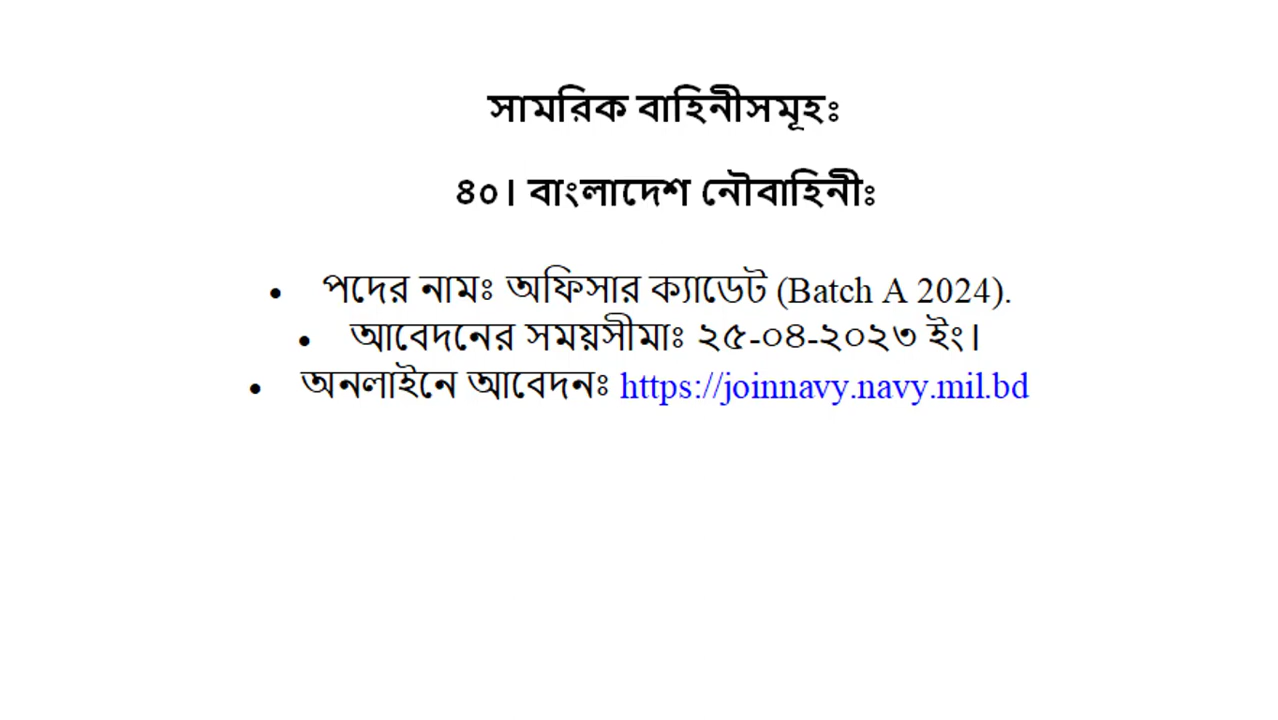 সামরিক বাহিনীসমূহঃ
৪০। বাংলাদেশ নৌবাহিনীঃ
• পদের নামঃ অফিসার ক্যাডেট (Batch A 2024).
• আবেদনের সময়সীমাঃ ২৫-০৪-২০২৩ ইং।
• অনলাইনে আবেদনঃ https://joinnavy.navy.mil.bd